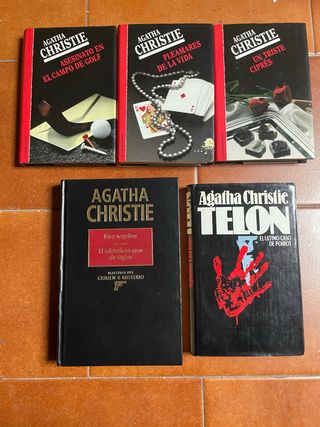 AGATHA
CHRISTIE
ASESINATO EN
EL CAMPO DE GOLF
AGATHA
CHRISTIE
PLEAMARES
DE LA VIDA
AGATHA
CHRISTIE
UN TRISTE
CIPRÉS
AGATHA
CHRISTIE
Diez negritos
El misterioso caso
de Styles
MAESTROS DEL
CRIMEN & MISTERIO
Agatha Christie
TELON
EL ULTIMO CASO
DE POIROT